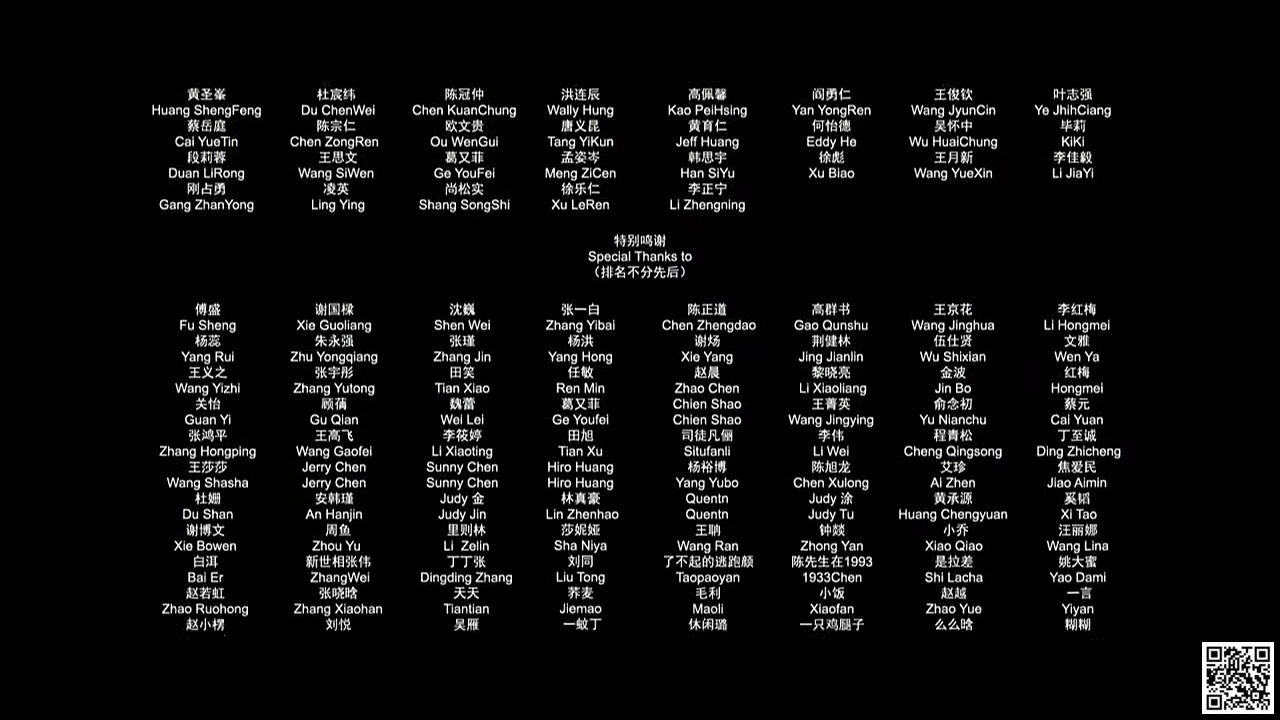 黄圣峯 杜宸纬 陈冠仲 洪连辰 高佩馨 阎勇仁 王俊钦 叶志强
Huang ShengFeng Du ChenWei Chen KuanChung Wally Hung Kao PeiHsing Yan YongRen Wang JyunCin Ye JhihCiang
蔡岳庭 陈宗仁 欧文贵 唐义昆 黄育仁 何怡德 吴怀中 毕莉
Cai YueTin Chen ZongRen Ou WenGui Tang YiKun Jeff Huang Eddy He Wu HuaiChung KiKi
段莉蓉 王思文 葛又菲 孟姿岑 韩思宇 徐彪 王月新 李佳毅
Duan LiRong Wang SiWen Ge YouFei Meng ZiCen Han SiYu Xu Biao Wang YueXin Li JiaYi
刚占勇 凌英 尚松实 徐乐仁 李正宁
Gang ZhanYong Ling Ying Shang SongShi Xu LeRen Li Zhengning
特别鸣谢
Special Thanks to
（排名不分先后）
傅盛 谢国樑 沈巍 张一白 陈正道 高群书 王京花 李红梅
Fu Sheng Xie Guoliang Shen Wei Zhang Yibai Chen Zhengdao Gao Qunshu Wang Jinghua Li Hongmei
杨蕊 朱永强 张瑾 杨洪 谢炀 荆健林 伍仕贤 文雅
Yang Rui Zhu Yongqiang Zhang Jin Yang Hong Xie Yang Jing Jianlin Wu Shixian Wen Ya
王义之 张宇彤 田笑 任敏 赵晨 黎晓亮 金波 红梅
Wang Yizhi Zhang Yutong Tian Xiao Ren Min Zhao Chen Li Xiaoliang Jin Bo Hongmei
关怡 顾蒨 魏蕾 葛又菲 Chien Shao 王菁英 俞念初 蔡元
Guan Yi Gu Qian Wei Lei Ge Youfei Chien Shao Wang Jingying Yu Nianchu Cai Yuan
张鸿平 王高飞 李筱婷 田旭 司徒凡俪 李伟 程青松 丁至诚
Zhang Hongping Wang Gaofei Li Xiaoting Tian Xu Situfanli Li Wei Cheng Qingsong Ding Zhicheng
王莎莎 Jerry Chen Sunny Chen Hiro Huang 杨裕博 陈旭龙 艾珍 焦爱民
Wang Shasha Jerry Chen Sunny Chen Hiro Huang Yang Yubo Chen Xulong Ai Zhen Jiao Aimin
杜姗 安韩瑾 Judy 金 林真豪 Quentn Judy 涂 黄承源 奚韬
Du Shan An Hanjin Judy Jin Lin Zhenhao Quentn Judy Tu Huang Chengyuan Xi Tao
谢博文 周鱼 里则林 莎妮娅 王聃 钟燚 小乔 汪丽娜
Xie Bowen Zhou Yu Li Zelin Sha Niya Wang Ran Zhong Yan Xiao Qiao Wang Lina
白洱 新世相张伟 丁丁张 刘同 了不起的逃跑颜 陈先生在1993 是拉差 姚大蜜
Bai Er ZhangWei Dingding Zhang Liu Tong Taopaoyan 1933Chen Shi Lacha Yao Dami
赵若虹 张晓晗 天天 荞麦 毛利 小饭 赵越 一言
Zhao Ruohong Zhang Xiaohan Tiantian Jiemao Maoli Xiaofan Zhao Yue Yiyan
赵小楞 刘悦 吴雁 一蚊丁 休闲璐 一只鸡腿子 么么晗 糊糊